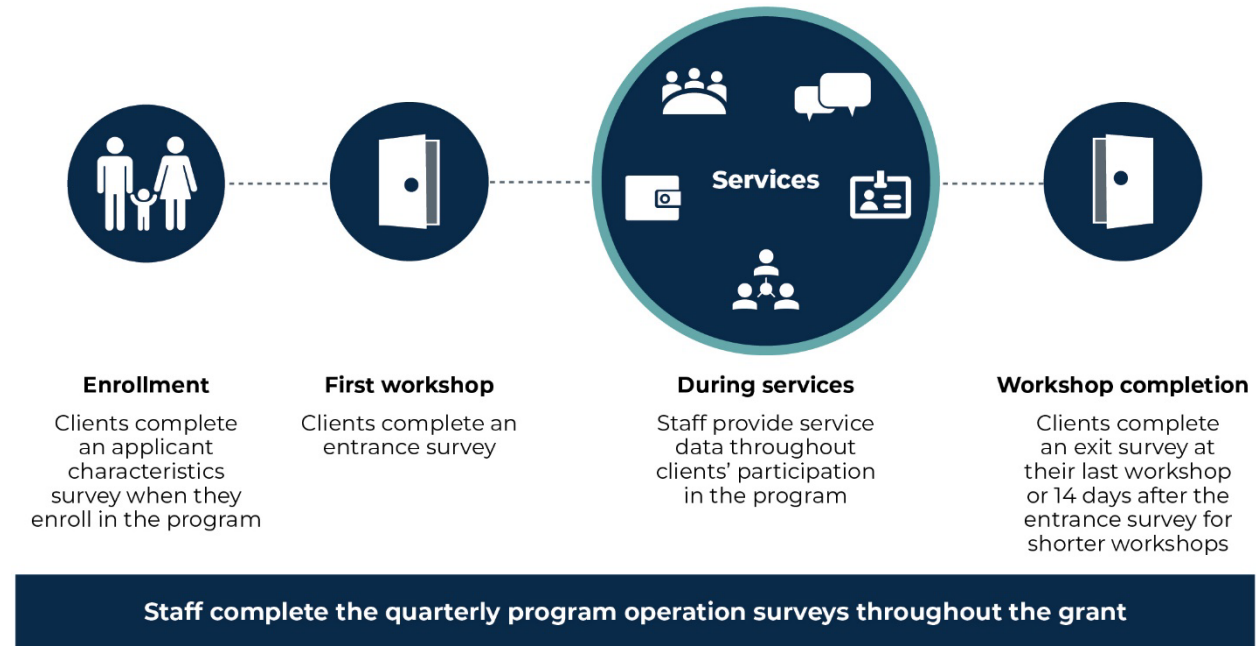 Services
Enrollment
Clients complete
an applicant
characteristics
survey when they
enroll in the program
First workshop
Clients complete an
entrance survey
During services
Staff provide service
data throughout
clients’ participation
in the program
Workshop completion
Clients complete
an exit survey at
their last workshop
or 14 days after the
entrance survey for
shorter workshops
Staff complete the quarterly program operation surveys throughout the grant